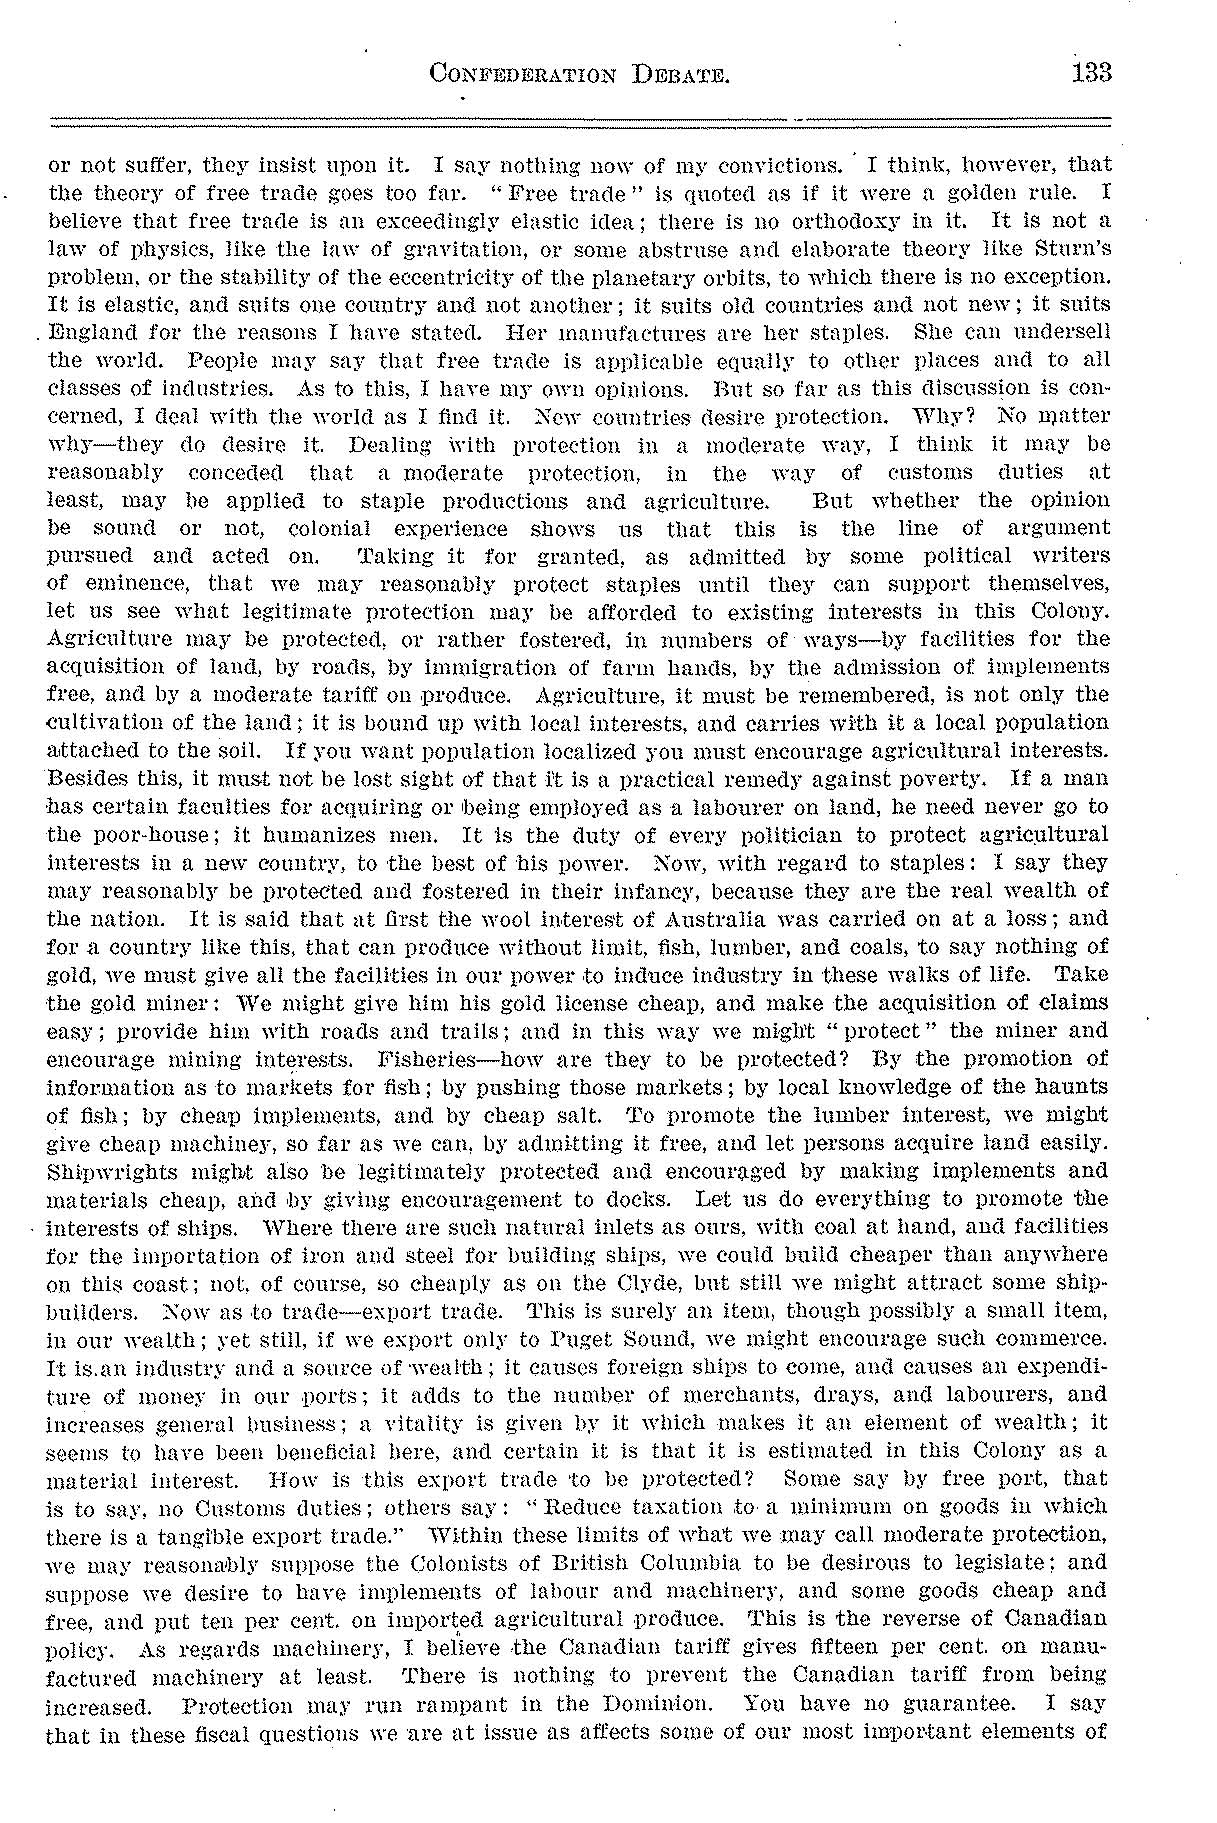 CONFEDERATION DEBATE. 133
or not suffer, they insist upon it. I say nothing now of my convictions. I think, however, that
the theory of free trade goes too far. "Free trade" is quoted as if it were a golden rule. I
believe that free trade is an exceedingly elastic idea; there is no orthodoxy in it. It is not a
law of physics, like the law of gravitation, or some abstruse and elaborate theory like Sturn's
problem, or the stability of the eccentricity of the planetary orbits, to which there is no exception.
It is elastic, and suits one country and not another; it suits old countries and not new; it suits
England for the reasons I have stated. Her manufactures are her staples. She can undersell
the world. People may say that free trade is applicable equally to other places and to all
classes of industries. As to this, I have my own opinions. But so far as this discussion is con-
cerned, I deal with the world as I find it. New countries desire protection. Why? No matter
why—they do desire it. Dealing with protection in a moderate way, I think it may be
reasonably conceded that a moderate protection, in the way of customs duties at
least, may be applied to staple productions and agriculture. But whether the opinion
be sound or not, colonial experience shows us that this is the line of argument
pursued and acted on. Taking it for granted, as admitted by some political writers
of eminence, that we may reasonably protect staples until they can support themselves,
let us see what legitimate protection may be afforded to existing interests in this Colony.
Agriculture may be protected, or rather fostered, in numbers of ways—by facilities for the
acquisition of land, by roads, by immigration of farm hands, by the admission of implements
free, and by a moderate tariff on produce. Agriculture, it must be remembered, is not only the
cultivation of the land; it is bound up with local interests, and carries with it a local population
attached to the soil. If you want population localized you must encourage agricultural interests.
Besides this, it must not be lost sight of that it is a practical remedy against poverty. If a man
has certain faculties for acquiring or being employed as a labourer on land, he need never go to
the poor-house; it humanizes men. It is the duty of every politician to protect agricultural
interests in a new country, to the best of his power. Now, with regard to staples: I say they
may reasonably be protected and fostered in their infancy, because they are the real wealth of
the nation. It is said that at first the wool interest of Australia was carried on at a loss; and
for a country like this, that can produce without limit, fish, lumber, and coals, to say nothing of
gold, we must give all the facilities in our power to induce industry in these walks of life. Take
the gold miner: We might give him his gold license cheap, and make the acquisition of claims
easy; provide him with roads and trails; and in this way we might "protect" the miner and
encourage mining interests. Fisheries—how are they to be protected? By the promotion of
information as to markets for fish; by pushing those markets; by local knowledge of the haunts
of fish; by cheap implements, and by cheap salt. To promote the lumber interest, we might
give cheap machiney, so far as we can, by admitting it free, and let persons acquire land easily.
Shipwrights might also be legitimately protected and encouraged by making implements and
materials cheap, and by giving encouragement to docks. Let us do everything to promote the
interests of ships. Where there are such natural inlets as ours, with coal at hand, and facilities
for the importation of iron and steel for building ships, we could build cheaper than anywhere
on this coast; not, of course, so cheaply as on the Clyde, but still we might attract some ship-
builders. Now as to trade—export trade. This is surely an item, though possibly a small item,
in our wealth; yet still, if we export only to Puget Sound, we might encourage such commerce.
It is an industry and a source of wealth; it causes foreign ships to come, and causes an expendi-
ture of money in our ports; it adds to the number of merchants, drays, and labourers, and
increases general business; a vitality is given by it which makes it an element of wealth; it
seems to have been beneficial here, and certain it is that it is estimated in this Colony as a
material interest. How is this export trade to be protected? Some say by free port, that
is to say, no Customs duties; others say: "Reduce taxation to a minimum on goods in which
there is a tangible export trade." Within these limits of what we may call moderate protection,
we may reasonably suppose the Colonists of British Columbia to be desirous to legislate; and
suppose we desire to have implements of labour and machinery, and some goods cheap and
free, and put ten per cent. on imported agricultural produce. This is the reverse of Canadian
policy. As regards machinery, I believe the Canadian tariff gives fifteen per cent. on manu-
factured machinery at least. There is nothing to prevent the Canadian tariff from being
increased. Protection may run rampant in the Dominion. You have no guarantee. I say
that in these fiscal questions we are at issue as affects some of our most important elements of